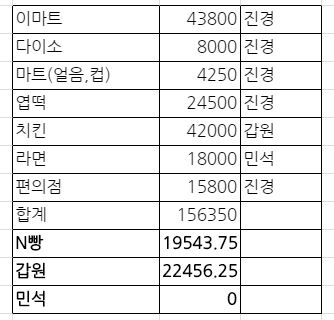 이마트 43800 진경
다이소 8000 진경
마트(얼음,컵) 4250 진경
엽떡 24500 진경
치킨 42000 갑원
라면 18000 민석
편의점 15800 진경
합계 156350
N빵 19543.75
갑원 22456.25
민석 0